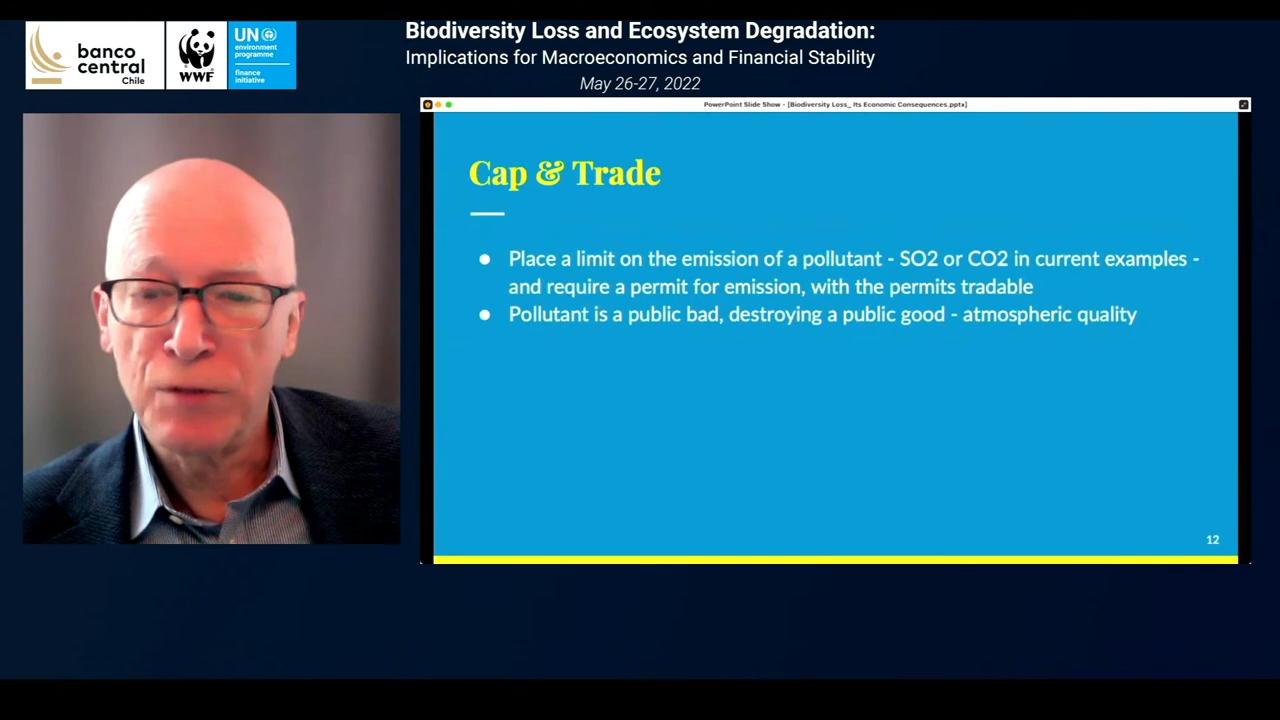 banco
central
Chile
WWF
UN
environment
programme
finance
initiative
Biodiversity Loss and Ecosystem Degradation:
Implications for Macroeconomics and Financial Stability
May 26-27, 2022
PowerPoint Slide Show - [Biodiversity Loss_ Its Economic Consequences.pptx]
Cap & Trade
● Place a limit on the emission of a pollutant - SO2 or CO2 in current examples -
and require a permit for emission, with the permits tradable
● Pollutant is a public bad, destroying a public good - atmospheric quality
12